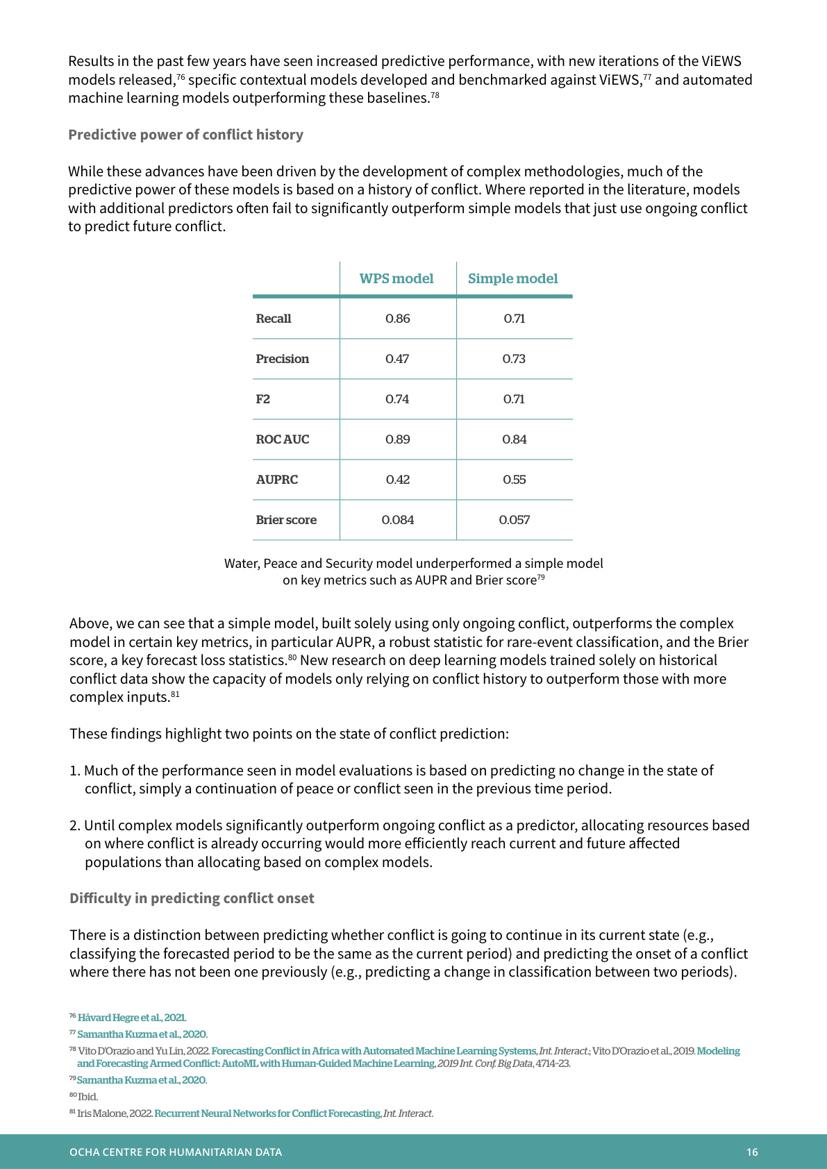 Results in the past few years have seen increased predictive performance, with new iterations of the ViEWS
models released,76 specific contextual models developed and benchmarked against ViEWS,77 and automated
machine learning models outperforming these baselines.78
Predictive power of conflict history
While these advances have been driven by the development of complex methodologies, much of the
predictive power of these models is based on a history of conflict. Where reported in the literature, models
with additional predictors often fail to significantly outperform simple models that just use ongoing conflict
to predict future conflict.
WPS model Simple model
Recall 0.86 0.71
Precision 0.47 0.73
F2 0.74 0.71
ROC AUC 0.89 0.84
AUPRC 0.42 0.55
Brier score 0.084 0.057
Water, Peace and Security model underperformed a simple model
on key metrics such as AUPR and Brier score79
Above, we can see that a simple model, built solely using only ongoing conflict, outperforms the complex
model in certain key metrics, in particular AUPR, a robust statistic for rare-event classification, and the Brier
score, a key forecast loss statistics.80 New research on deep learning models trained solely on historical
conflict data show the capacity of models only relying on conflict history to outperform those with more
complex inputs.81
These findings highlight two points on the state of conflict prediction:
1. Much of the performance seen in model evaluations is based on predicting no change in the state of
conflict, simply a continuation of peace or conflict seen in the previous time period.
2. Until complex models significantly outperform ongoing conflict as a predictor, allocating resources based
on where conflict is already occurring would more efficiently reach current and future affected
populations than allocating based on complex models.
Difficulty in predicting conflict onset
There is a distinction between predicting whether conflict is going to continue in its current state (e.g.,
classifying the forecasted period to be the same as the current period) and predicting the onset of a conflict
where there has not been one previously (e.g., predicting a change in classification between two periods).
76 Håvard Hegre et al., 2021.
77 Samantha Kuzma et al., 2020.
78 Vito D'Orazio and Yu Lin, 2022. Forecasting Conflict in Africa with Automated Machine Learning Systems, Int. Interact.; Vito D'Orazio et al., 2019. Modeling
and Forecasting Armed Conflict: AutoML with Human-Guided Machine Learning, 2019 Int. Conf. Big Data, 4714–23.
79 Samantha Kuzma et al., 2020.
80 Ibid.
81 Iris Malone, 2022. Recurrent Neural Networks for Conflict Forecasting, Int. Interact.
OCHA CENTRE FOR HUMANITARIAN DATA 16